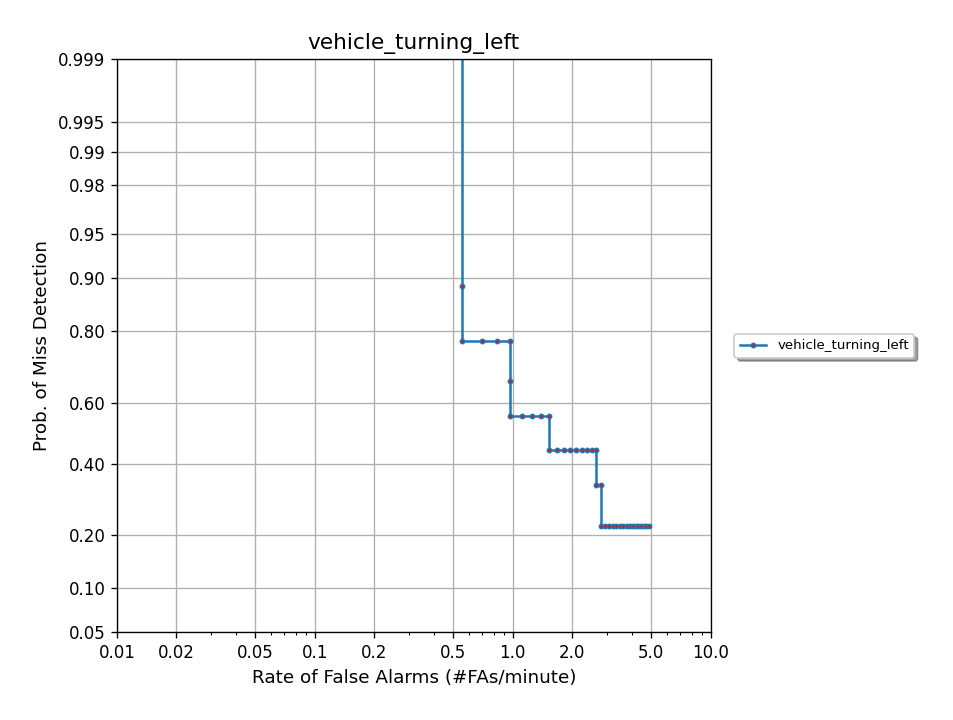 vehicle_turning_left
0.999
0.995
0.99
0.98
0.95
0.90
0.80
0.60
0.40
0.20
0.10
0.05
Prob. of Miss Detection
0.01 0.02 0.05 0.1 0.2 0.5 1.0 2.0 5.0 10.0
Rate of False Alarms (#FAs/minute)
vehicle_turning_left